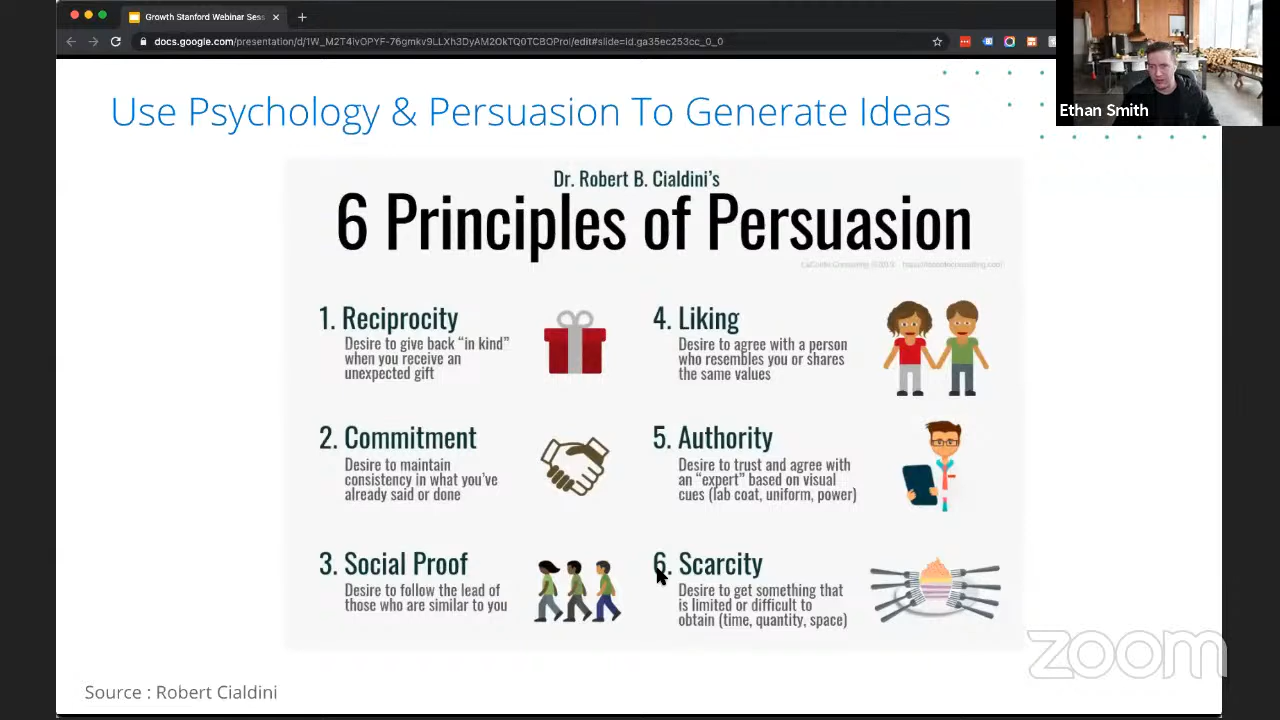 Growth Stanford Webinar Sess
docs.google.com/presentation/d/1W_M2T4ivOPYF-76gmkv9LLXh3DyAM2OkTQ0TCBOProI/edit#slide=id.ga35ec253cc_0_0
Ethan Smith
Use Psychology & Persuasion To Generate Ideas
Dr. Robert B. Cialdini's
6 Principles of Persuasion
1. Reciprocity
Desire to give back “in kind”
when you receive an
unexpected gift
2. Commitment
Desire to maintain
consistency in what you've
already said or done
3. Social Proof
Desire to follow the lead of
those who are similar to you
4. Liking
Desire to agree with a person
who resembles you or shares
the same values
5. Authority
Desire to trust and agree with
an “expert” based on visual
cues (lab coat, uniform, power)
6. Scarcity
Desire to get something that
is limited or difficult to
obtain (time, quantity, space)
zoom
Source : Robert Cialdini